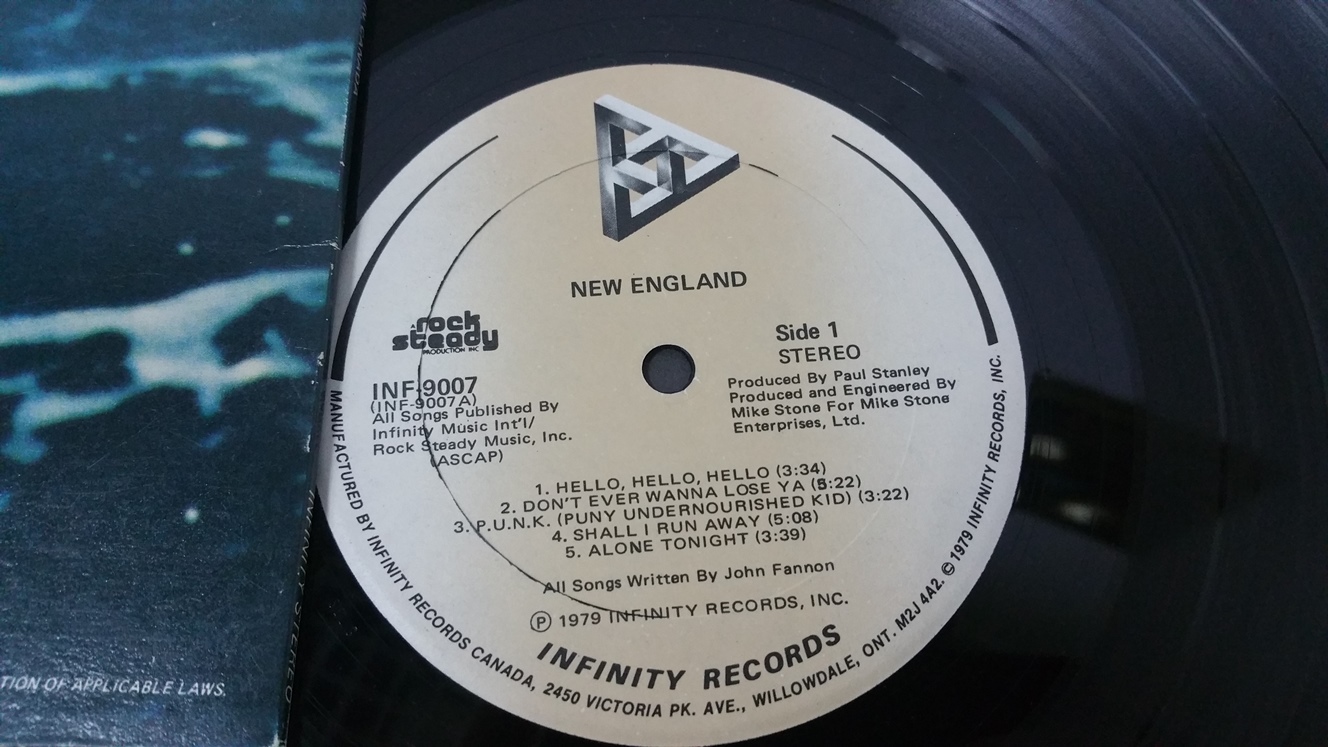 NEW ENGLAND
A rock
steady
PRODUCTION INC
INF-9007
(INF-9007A)
All Songs Published By
Infinity Music Int'l/
Rock Steady Music, Inc.
(ASCAP)
Side 1
STEREO
Produced By Paul Stanley
Produced and Engineered By
Mike Stone For Mike Stone
Enterprises, Ltd.
1. HELLO, HELLO, HELLO (3:34)
2. DON'T EVER WANNA LOSE YA (5:22)
3. P.U.N.K. (PUNY UNDERNOURISHED KID) (3:22)
4. SHALL I RUN AWAY (5:08)
5. ALONE TONIGHT (3:39)
All Songs Written By John Fannon
Ⓟ 1979 INFINITY RECORDS, INC.
INFINITY RECORDS
MANUFACTURED BY INFINITY RECORDS CANADA, 2450 VICTORIA PK. AVE., WILLOWDALE, ONT. M2J 4A2. © 1979 INFINITY RECORDS, INC.
TION OF APPLICABLE LAWS.